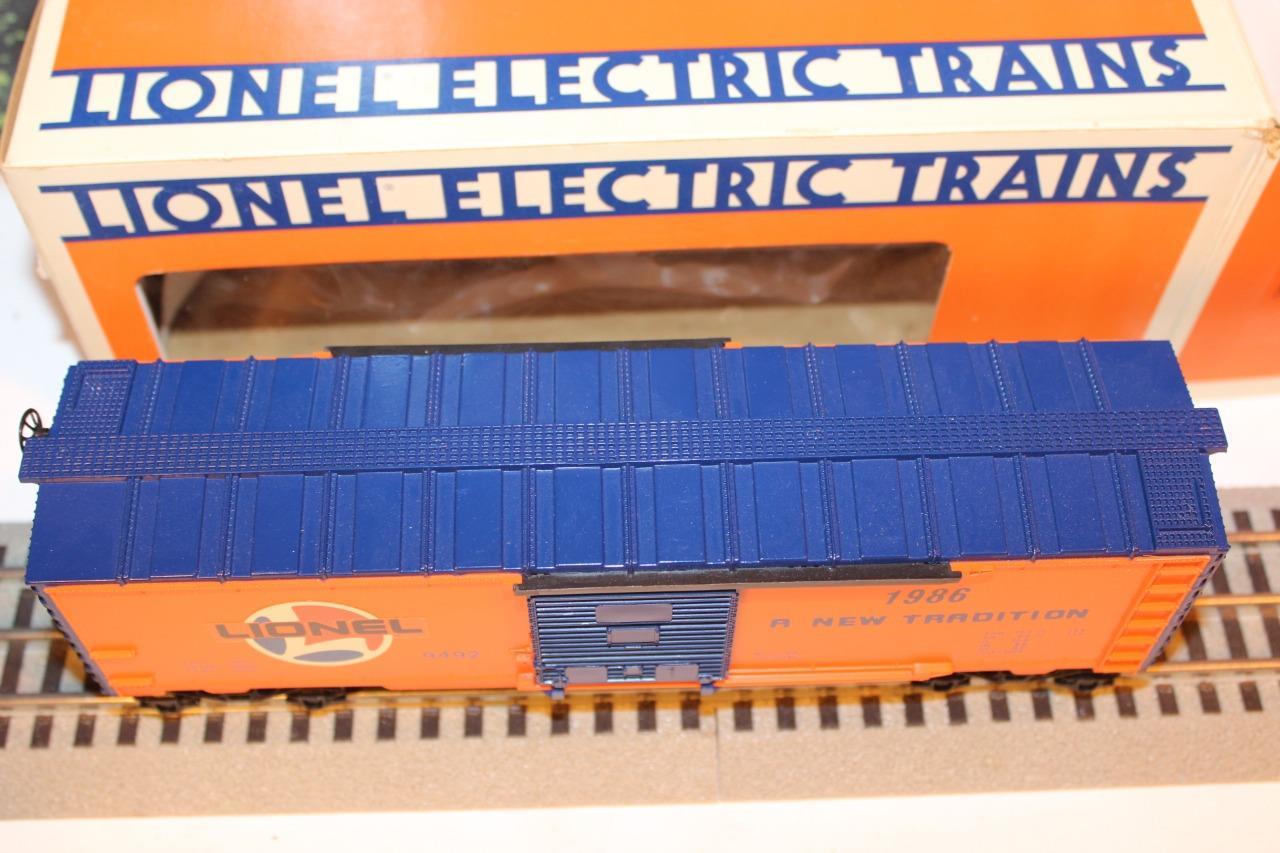 LIONEL ELECTRIC TRAINS
LIONEL ELECTRIC TRAINS
LIONEL
9492
1986
A NEW TRADITION